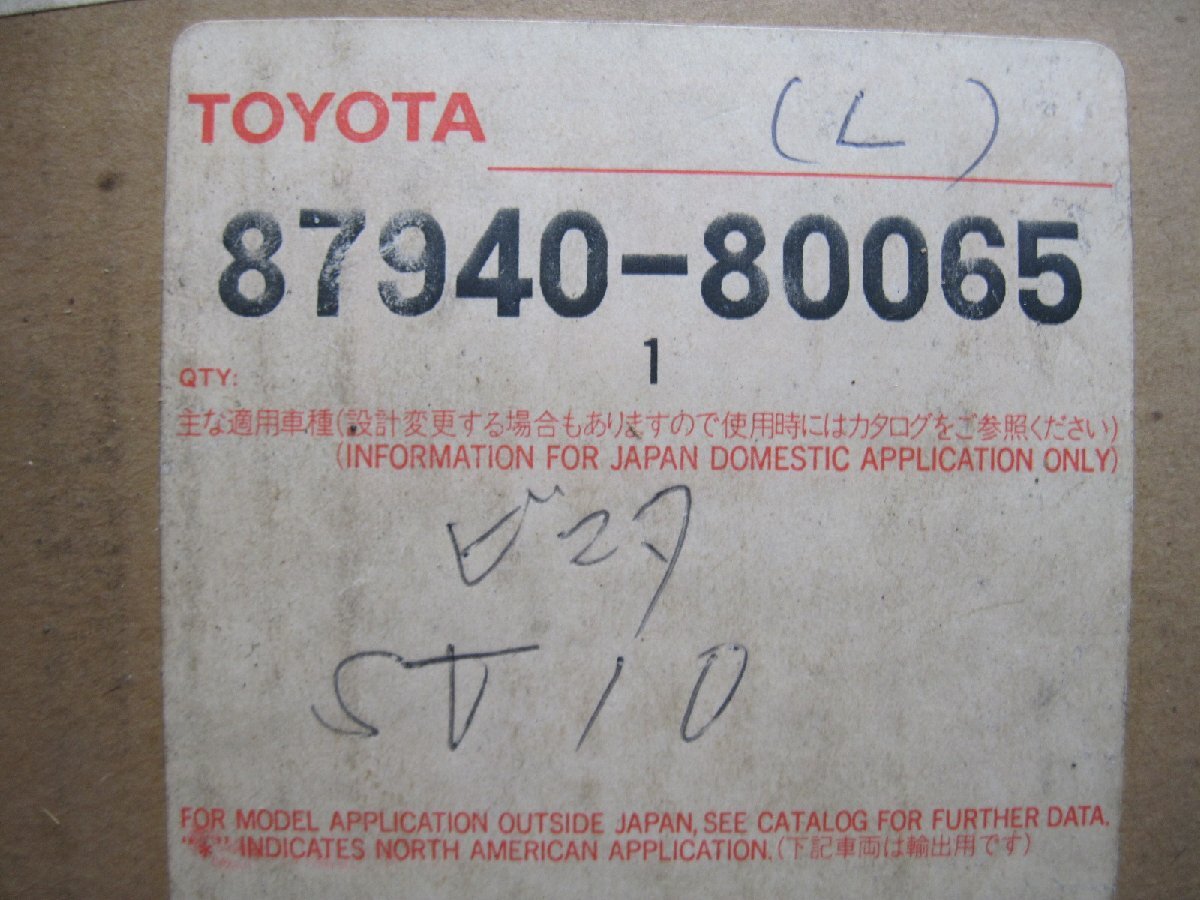 TOYOTA (L)
87940-80065
1
QTY:
主な適用車種(設計変更する場合もありますので使用時にはカタログをご参照ください)
(INFORMATION FOR JAPAN DOMESTIC APPLICATION ONLY)
ビスタ
ST10
FOR MODEL APPLICATION OUTSIDE JAPAN, SEE CATALOG FOR FURTHER DATA.
"*" INDICATES NORTH AMERICAN APPLICATION. (下記車両は輸出用です)